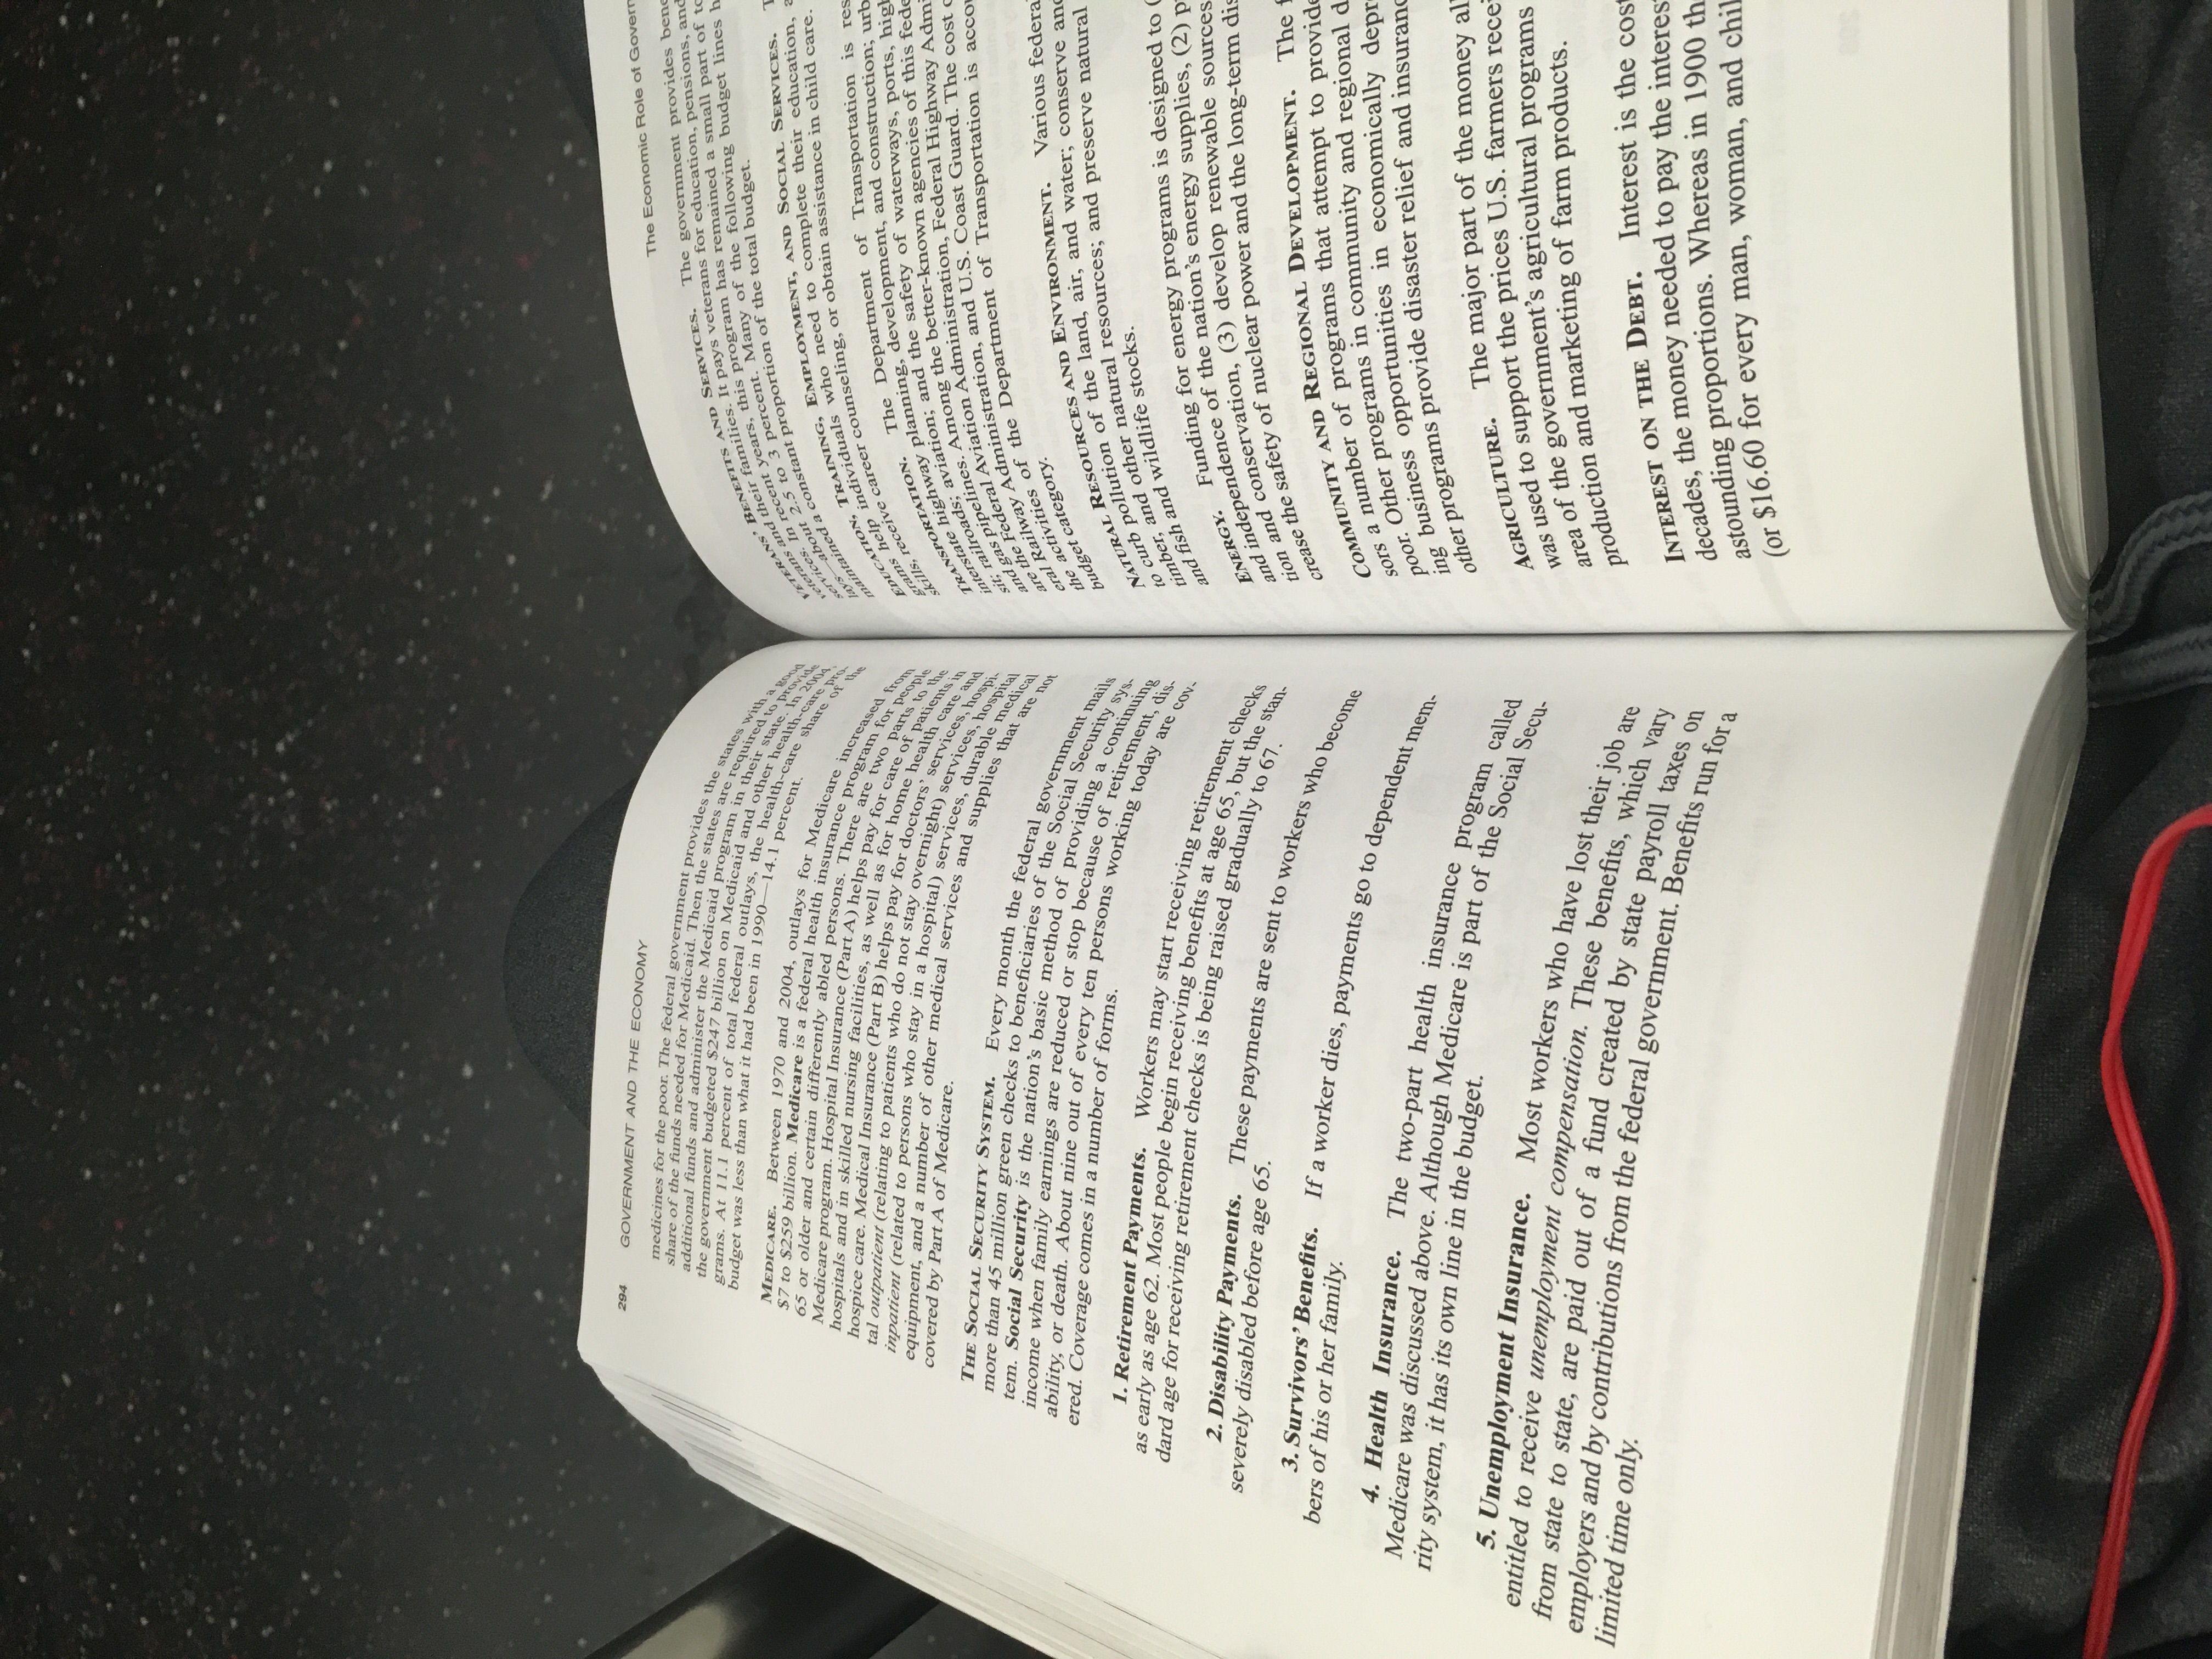 294 GOVERNMENT AND THE ECONOMY
medicines for the poor. The federal government provides the states with a good
share of the funds needed for Medicaid. Then the states are required to provide
additional funds and administer the Medicaid program in their state. In 2004,
the government budgeted $247 billion on Medicaid and other health-care pro-
grams. At 11.1 percent of total federal outlays, the health-care share of the
budget was less than what it had been in 1990—14.1 percent.
MEDICARE. Between 1970 and 2004, outlays for Medicare increased from
$7 to $259 billion. Medicare is a federal health insurance program for people
65 or older and certain differently abled persons. There are two parts to the
Medicare program. Hospital Insurance (Part A) helps pay for care of patients in
hospitals and in skilled nursing facilities, as well as for home health care and
hospice care. Medical Insurance (Part B) helps pay for doctors' services, hospi-
tal outpatient (relating to patients who do not stay overnight) services, hospital
inpatient (related to persons who stay in a hospital) services, durable medical
equipment, and a number of other medical services and supplies that are not
covered by Part A of Medicare.
THE SOCIAL SECURITY SYSTEM. Every month the federal government mails
more than 45 million green checks to beneficiaries of the Social Security sys-
tem. Social Security is the nation's basic method of providing a continuing
income when family earnings are reduced or stop because of retirement, dis-
ability, or death. About nine out of every ten persons working today are cov-
ered. Coverage comes in a number of forms.
1. Retirement Payments. Workers may start receiving retirement checks
as early as age 62. Most people begin receiving benefits at age 65, but the stan-
dard age for receiving retirement checks is being raised gradually to 67.
2. Disability Payments. These payments are sent to workers who become
severely disabled before age 65.
3. Survivors' Benefits. If a worker dies, payments go to dependent mem-
bers of his or her family.
4. Health Insurance. The two-part health insurance program called
Medicare was discussed above. Although Medicare is part of the Social Secu-
rity system, it has its own line in the budget.
5. Unemployment Insurance. Most workers who have lost their job are
entitled to receive unemployment compensation. These benefits, which vary
from state to state, are paid out of a fund created by state payroll taxes on
employers and by contributions from the federal government. Benefits run for a
limited time only.
The Economic Role of Govern
VETERANS' BENEFITS AND SERVICES. The government provides bene
veterans and their families. It pays veterans for education, pensions, and
services. In recent years, this program has remained a small part of to
lays—about 2.5 to 3 percent. Many of the following budget lines h
maintained a constant proportion of the total budget.
EDUCATION, TRAINING, EMPLOYMENT, AND SOCIAL SERVICES. T
grams help individuals who need to complete their education, a
skills, receive career counseling, or obtain assistance in child care.
TRANSPORTATION. The Department of Transportation is res
interstate highway planning, development, and construction; urb
sit; railroads; aviation; and the safety of waterways, ports, high
and gas pipelines. Among the better-known agencies of this fede
are the Federal Aviation Administration, Federal Highway Admi
eral Railway Administration, and U.S. Coast Guard. The cost o
the activities of the Department of Transportation is accou
budget category.
NATURAL RESOURCES AND ENVIRONMENT. Various federal
to curb pollution of the land, air, and water; conserve and
timber, and other natural resources; and preserve natural
and fish and wildlife stocks.
ENERGY. Funding for energy programs is designed to (
and independence of the nation's energy supplies, (2) p
tion and conservation, (3) develop renewable sources
crease the safety of nuclear power and the long-term dis
COMMUNITY AND REGIONAL DEVELOPMENT. The f
sors a number of programs that attempt to provide
poor. Other programs in community and regional d
ing business opportunities in economically depr
other programs provide disaster relief and insuranc
AGRICULTURE. The major part of the money al
was used to support the prices U.S. farmers recei
area of the government's agricultural programs
production and marketing of farm products.
INTEREST ON THE DEBT. Interest is the cost
decades, the money needed to pay the interes
astounding proportions. Whereas in 1900 th
(or $16.60 for every man, woman, and chil